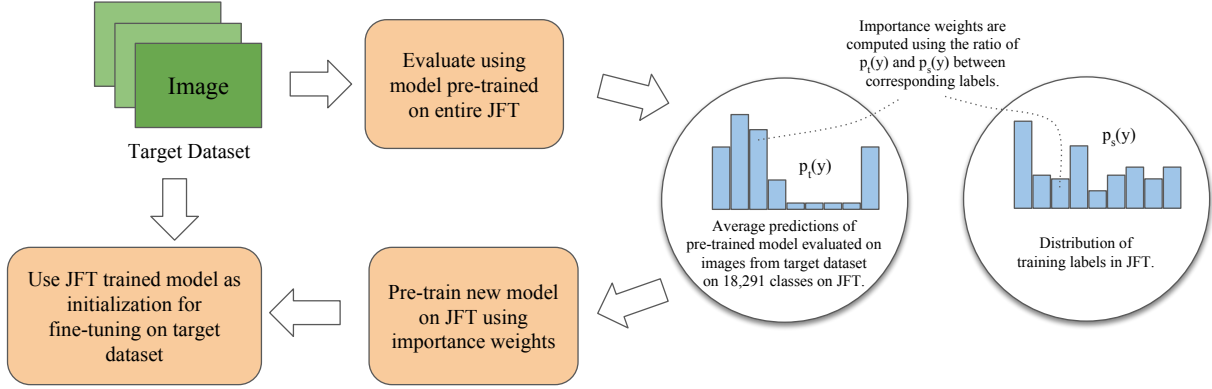 Image
Target Dataset
Evaluate using
model pre-trained
on entire JFT
Importance weights are
computed using the ratio of
pt(y) and ps(y) between
corresponding labels.
pt(y)
Average predictions of
pre-trained model evaluated on
images from target dataset
on 18,291 classes on JFT.
ps(y)
Distribution of
training labels in JFT.
Pre-train new model
on JFT using
importance weights
Use JFT trained model as
initialization for
fine-tuning on target
dataset